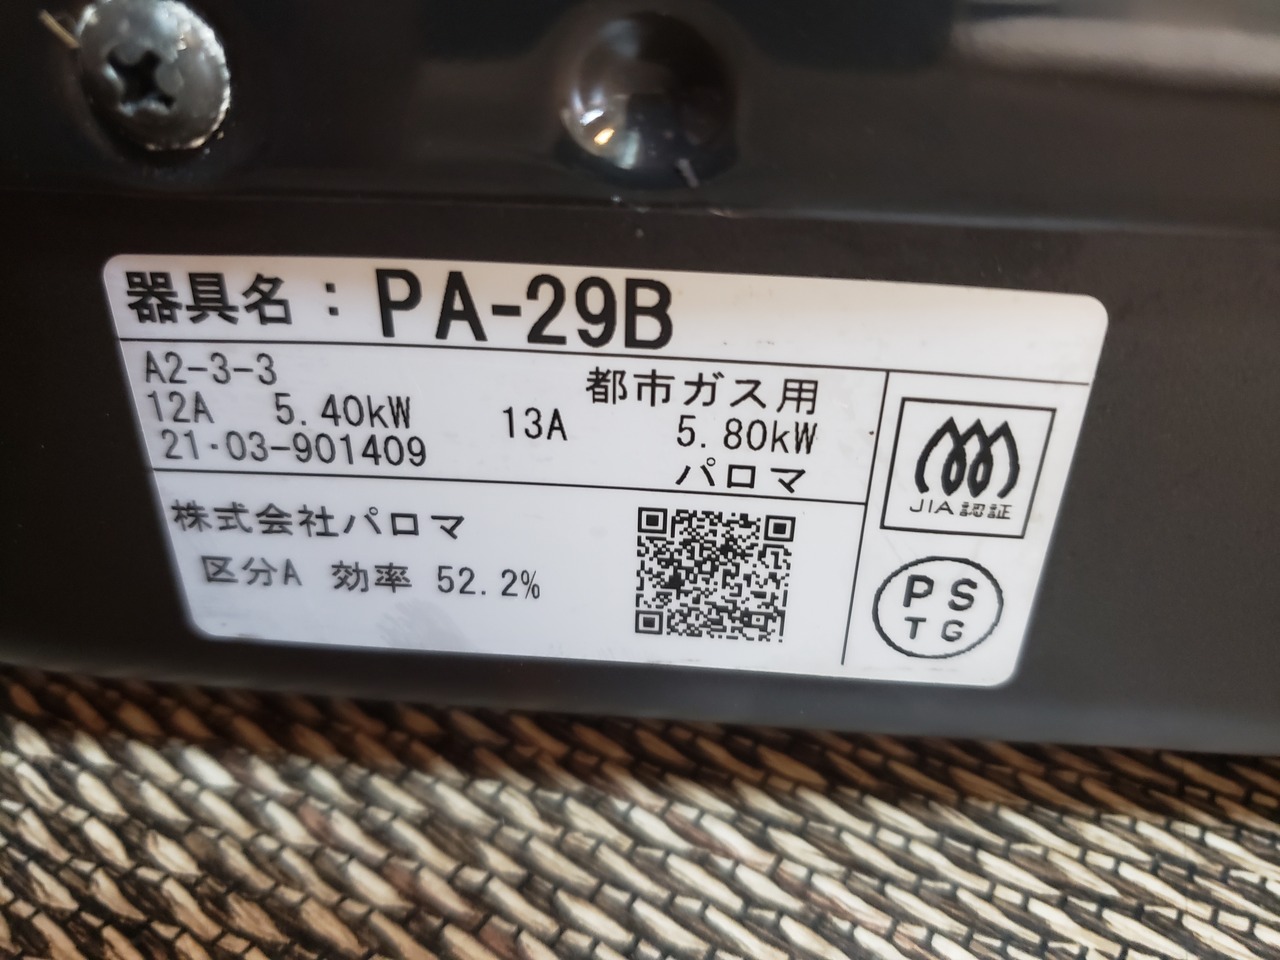 器具名：PA-29B
A2-3-3 都市ガス用
12A 5.40kW 13A 5.80kW
21・03-901409 パロマ
株式会社パロマ
区分A 効率 52.2%
JIA認証
PS
TG